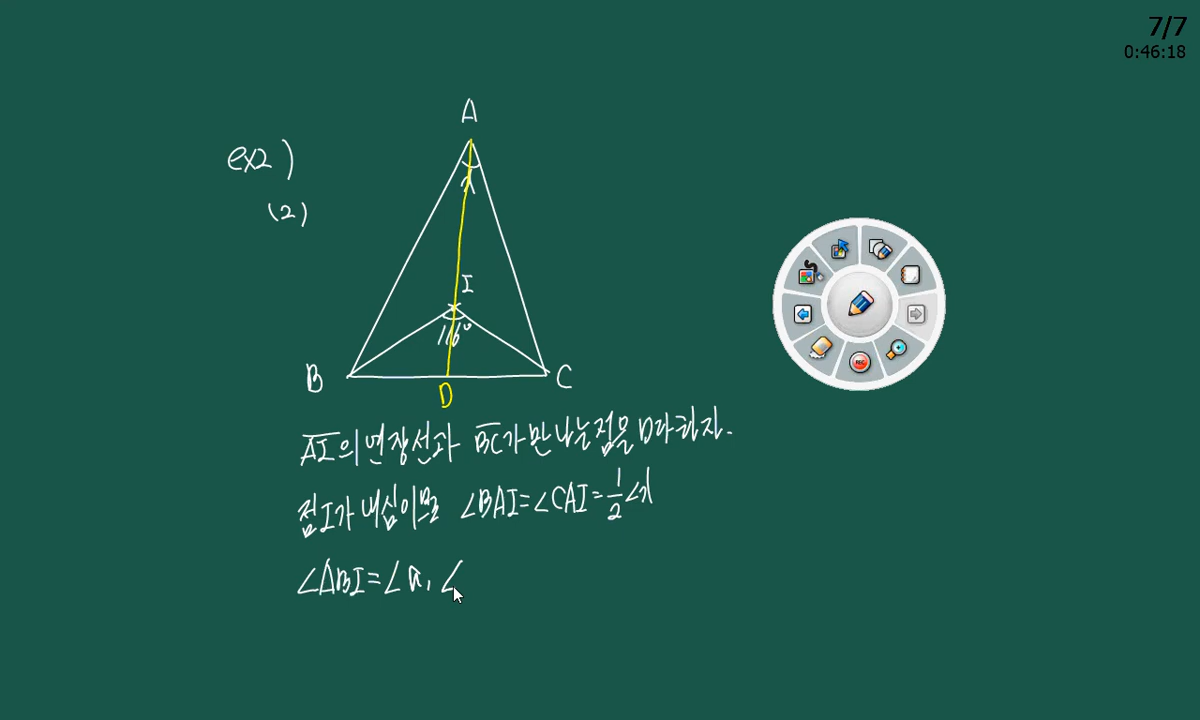 7/7
0:46:18
ex2)
(2)
A
x
I
116°
B
C
D
AI의 연장선과 BC가 만나는 점을 D라 하자.
점 I가 내심이므로 ∠BAI=∠CAI=1/2∠x
∠ABI=∠a, ∠
REC